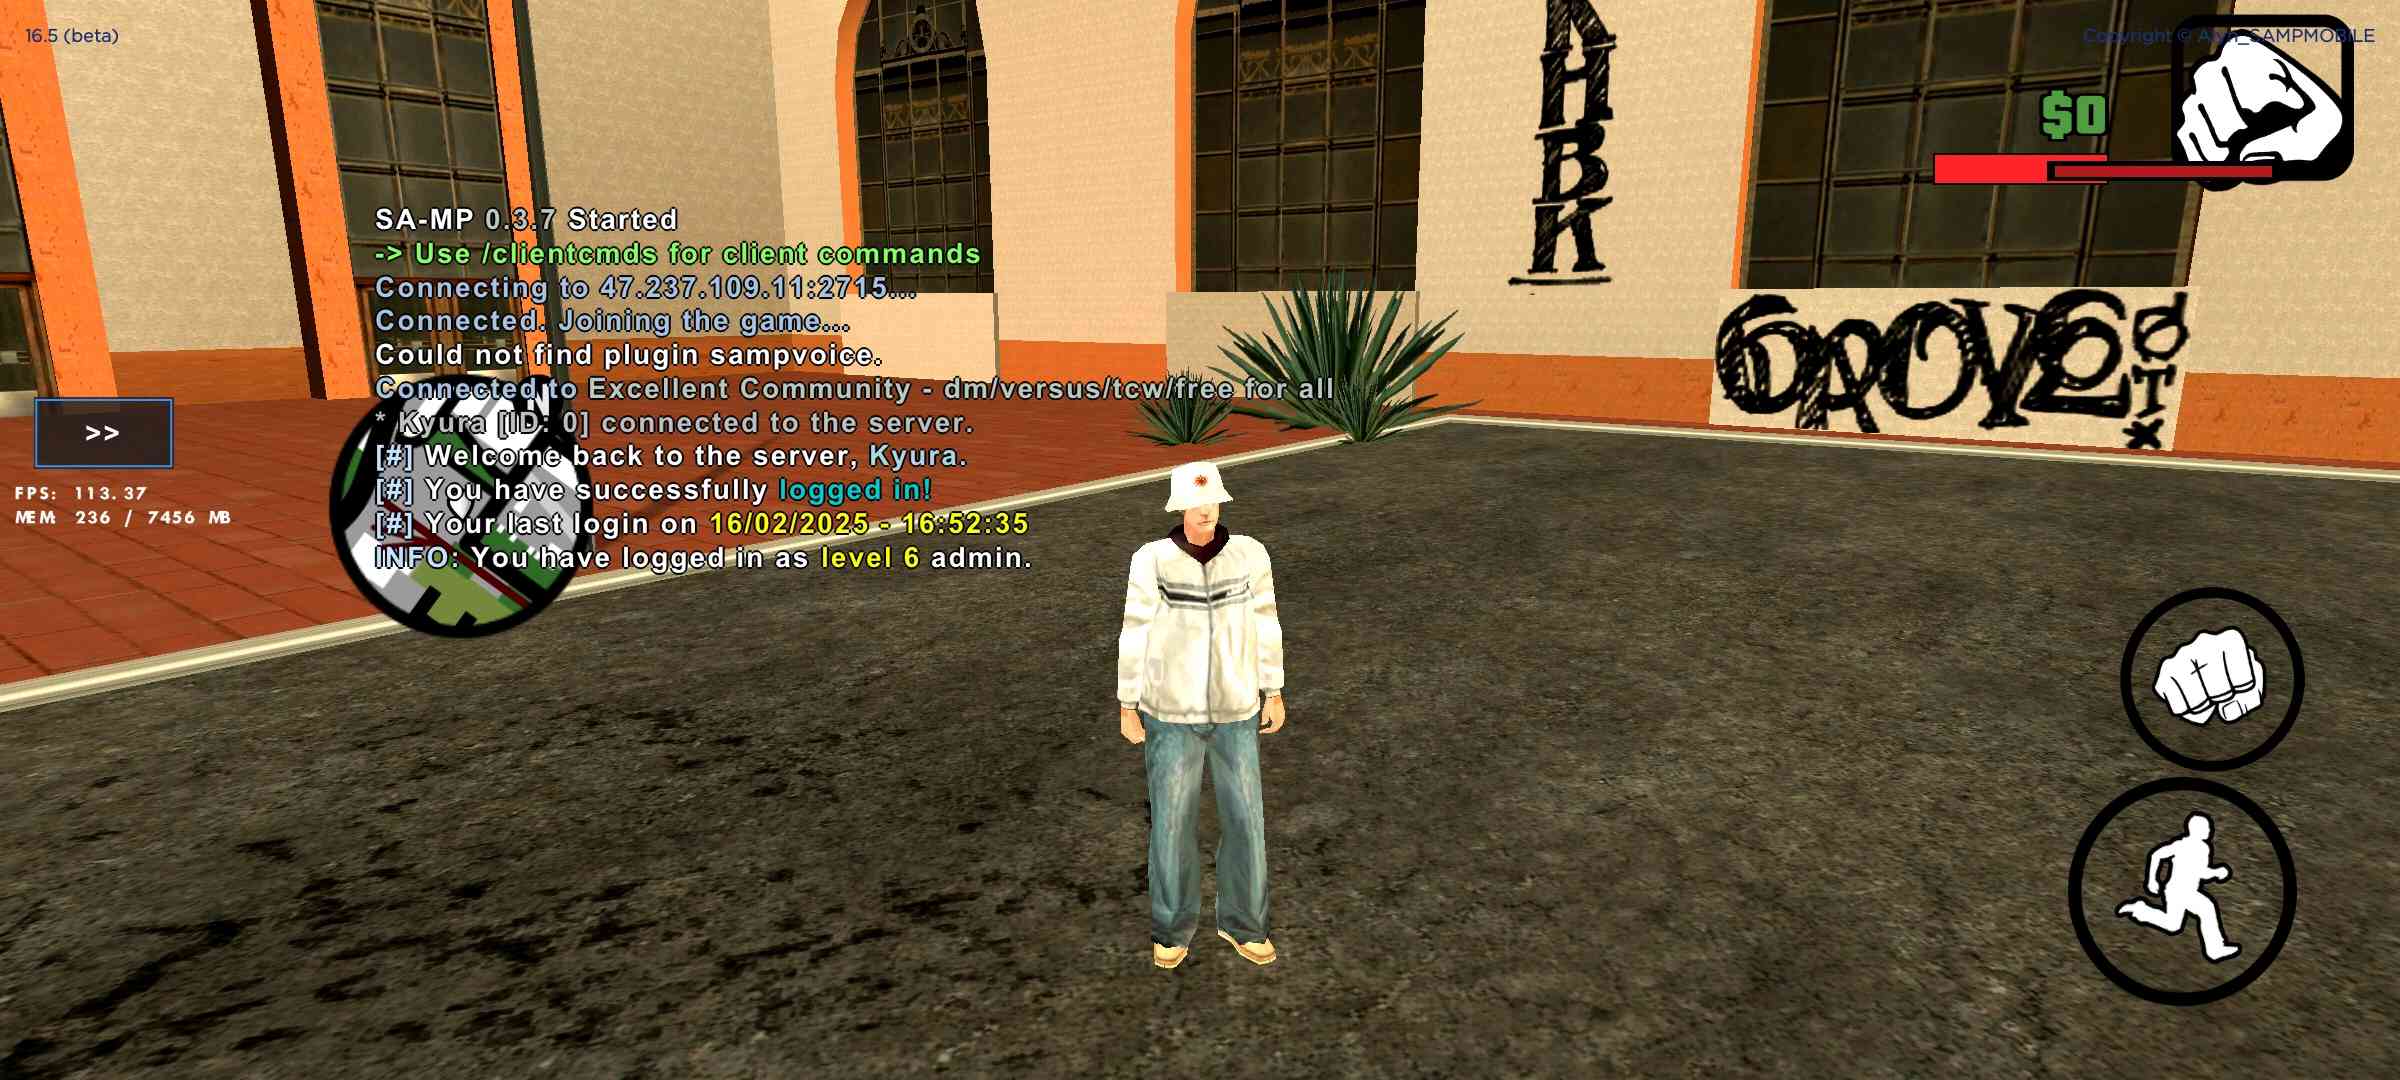 16.5 (beta)
Copyright © Alyn_SAMPMOBILE
$0
SA-MP 0.3.7 Started
-> Use /clientcmds for client commands
Connecting to 47.237.109.11:2715...
Connected. Joining the game...
Could not find plugin sampvoice.
Connected to Excellent Community - dm/versus/tcw/free for all
* Kyura [ID: 0] connected to the server.
[#] Welcome back to the server, Kyura.
[#] You have successfully logged in!
[#] Your last login on 16/02/2025 - 16:52:35
INFO: You have logged in as level 6 admin.
>>
FPS: 113.37
MEM: 236 / 7456 MB
N
HBK
GROVE